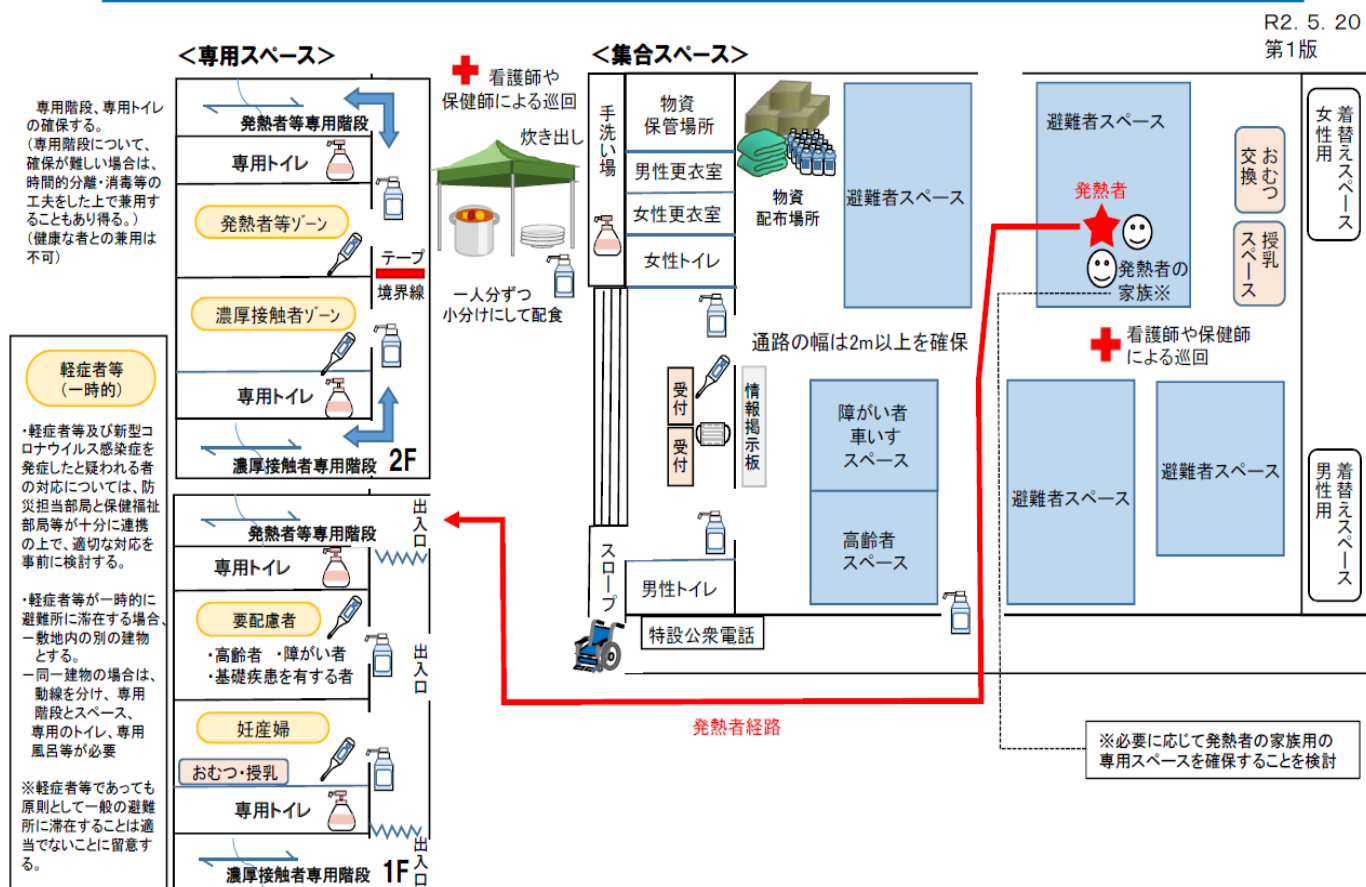 R2. 5. 20
第1版
＜専用スペース＞
専用階段、専用トイレ
の確保する。
（専用階段について、
確保が難しい場合は、
時間的分離・消毒等の
工夫をした上で兼用す
ることもあり得る。）
（健康な者との兼用は
不可）
発熱者等専用階段
専用トイレ
発熱者等ゾーン
テープ
境界線
濃厚接触者ゾーン
専用トイレ
濃厚接触者専用階段
2F
軽症者等
（一時的）
・軽症者等及び新型コ
ロナウイルス感染症を
発症したと疑われる者
の対応については、防
災担当部局と保健福祉
部局等が十分に連携
の上で、適切な対応を
事前に検討する。
・軽症者等が一時的に
避難所に滞在する場合、
－敷地内の別の建物
とする。
－同一建物の場合は、
動線を分け、専用
階段とスペース、
専用のトイレ、専用
風呂等が必要
※軽症者等であっても
原則として一般の避難
所に滞在することは適
当でないことに留意す
る。
発熱者等専用階段
出入口
専用トイレ
要配慮者
・高齢者 ・障がい者
・基礎疾患を有する者
出入口
妊産婦
おむつ・授乳
専用トイレ
濃厚接触者専用階段
1F
出入口
看護師や
保健師による巡回
炊き出し
一人分ずつ
小分けにして配食
＜集合スペース＞
手洗い場
物資
保管場所
男性更衣室
女性更衣室
女性トイレ
物資
配布場所
避難者スペース
通路の幅は2m以上を確保
受付
受付
情報掲示板
障がい者
車いす
スペース
高齢者
スペース
スロープ
男性トイレ
特設公衆電話
発熱者経路
避難者スペース
発熱者
発熱者の
家族※
おむつ
交換
授乳
スペース
着替えスペース
女性用
看護師や保健師
による巡回
避難者スペース
避難者スペース
着替えスペース
男性用
※必要に応じて発熱者の家族用の
専用スペースを確保することを検討